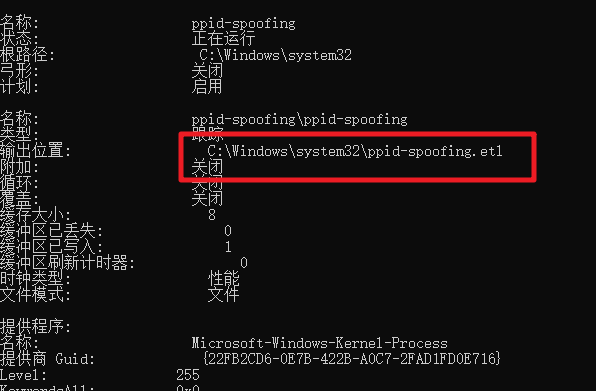 名称: ppid-spoofing
状态: 正在运行
根路径: C:\Windows\system32
弓形: 关闭
计划: 启用
名称: ppid-spoofing\ppid-spoofing
类型: 跟踪
输出位置: C:\Windows\system32\ppid-spoofing.etl
附加: 关闭
循环: 关闭
覆盖: 关闭
缓存大小: 8
缓冲区已丢失: 0
缓冲区已写入: 1
缓冲区刷新计时器: 0
时钟类型: 性能
文件模式: 文件
提供程序:
名称: Microsoft-Windows-Kernel-Process
提供商 Guid: {22FB2CD6-0E7B-422B-A0C7-2FAD1FD0E716}
Level: 255
KeywordsAll: 0x0